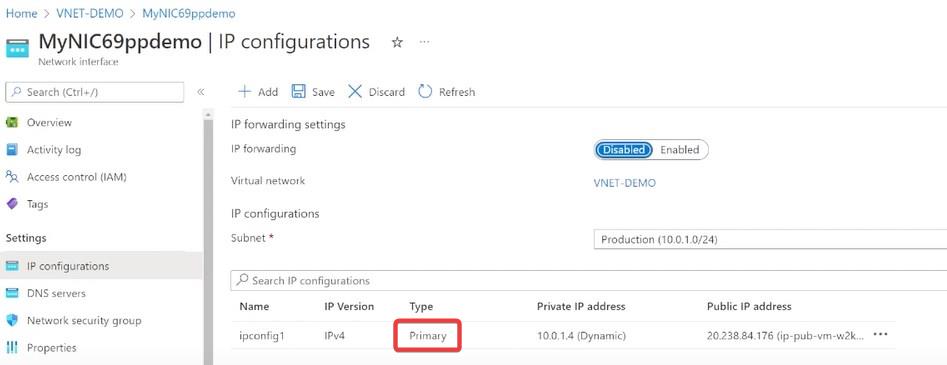 Home > VNET-DEMO > MyNIC69ppdemo
MyNIC69ppdemo | IP configurations ☆ ···
Network interface
Search (Ctrl+/) «
+ Add Save Discard Refresh
Overview
Activity log
Access control (IAM)
Tags
Settings
IP configurations
DNS servers
Network security group
Properties
IP forwarding settings
IP forwarding Disabled Enabled
Virtual network VNET-DEMO
IP configurations
Subnet * Production (10.0.1.0/24)
Search IP configurations
Name IP Version Type Private IP address Public IP address
ipconfig1 IPv4 Primary 10.0.1.4 (Dynamic) 20.238.84.176 (ip-pub-vm-w2k... ···